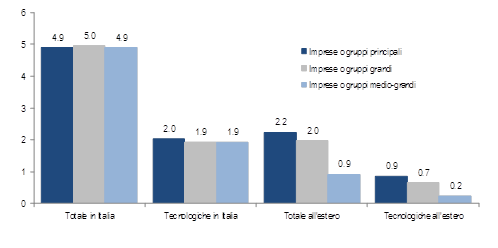 6
5
4
3
2
1
0
4.9 5.0 4.9
2.0 1.9 1.9
2.2 2.0 0.9
0.9 0.7 0.2
Imprese o gruppi principali
Imprese o gruppi grandi
Imprese o gruppi medio-grandi
Totale in Italia
Tecnologiche in Italia
Totale all'estero
Tecnologiche all'estero